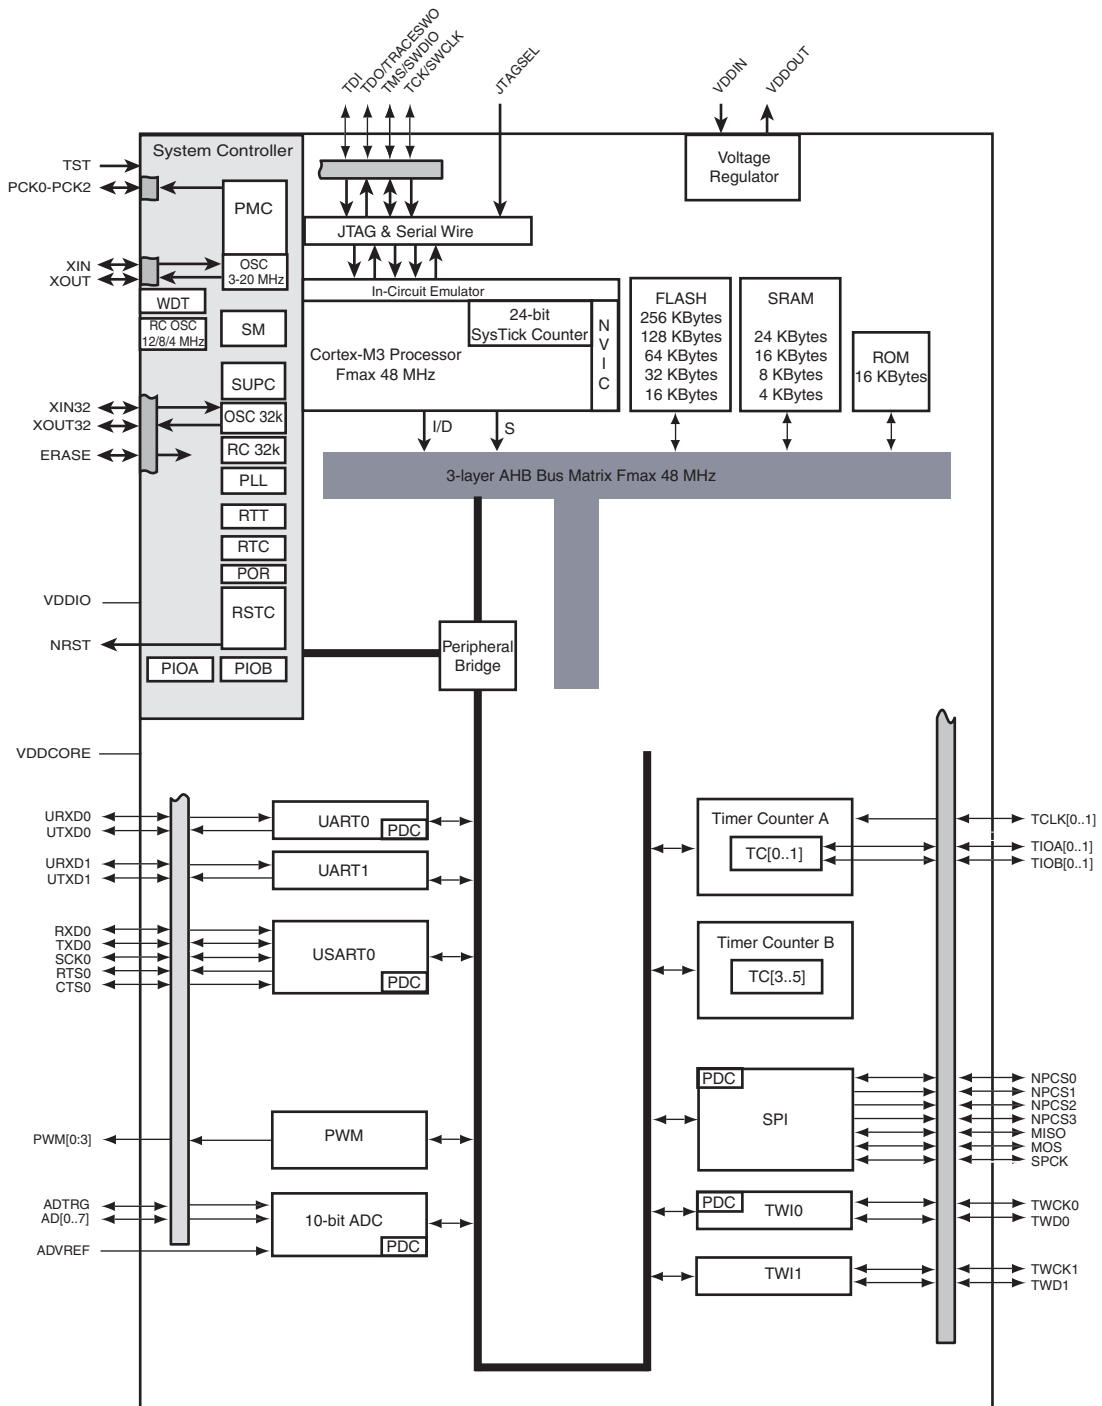 TDI
TDO/TRACESWO
TMS/SWDIO
TCK/SWCLK
JTAGSEL
VDDIN
VDDOUT
System Controller
Voltage
Regulator
TST
PCK0-PCK2
PMC
JTAG & Serial Wire
XIN
XOUT
OSC
3-20 MHz
In-Circuit Emulator
WDT
RC OSC
12/8/4 MHz
SM
24-bit
SysTick Counter
N
V
I
C
Cortex-M3 Processor
Fmax 48 MHz
FLASH
256 KBytes
128 KBytes
64 KBytes
32 KBytes
16 KBytes
SRAM
24 KBytes
16 KBytes
8 KBytes
4 KBytes
ROM
16 KBytes
SUPC
XIN32
XOUT32
OSC 32k
ERASE
RC 32k
I/D
S
3-layer AHB Bus Matrix Fmax 48 MHz
PLL
RTT
RTC
POR
VDDIO
RSTC
NRST
PIOA
PIOB
Peripheral
Bridge
VDDCORE
URXD0
UTXD0
UART0
PDC
URXD1
UTXD1
UART1
RXD0
TXD0
SCK0
RTS0
CTS0
USART0
PDC
PWM[0:3]
PWM
ADTRG
AD[0..7]
ADVREF
10-bit ADC
PDC
Timer Counter A
TC[0..1]
TCLK[0..1]
TIOA[0..1]
TIOB[0..1]
Timer Counter B
TC[3..5]
PDC
SPI
NPCS0
NPCS1
NPCS2
NPCS3
MISO
MOS
SPCK
PDC
TWI0
TWCK0
TWD0
TWI1
TWCK1
TWD1